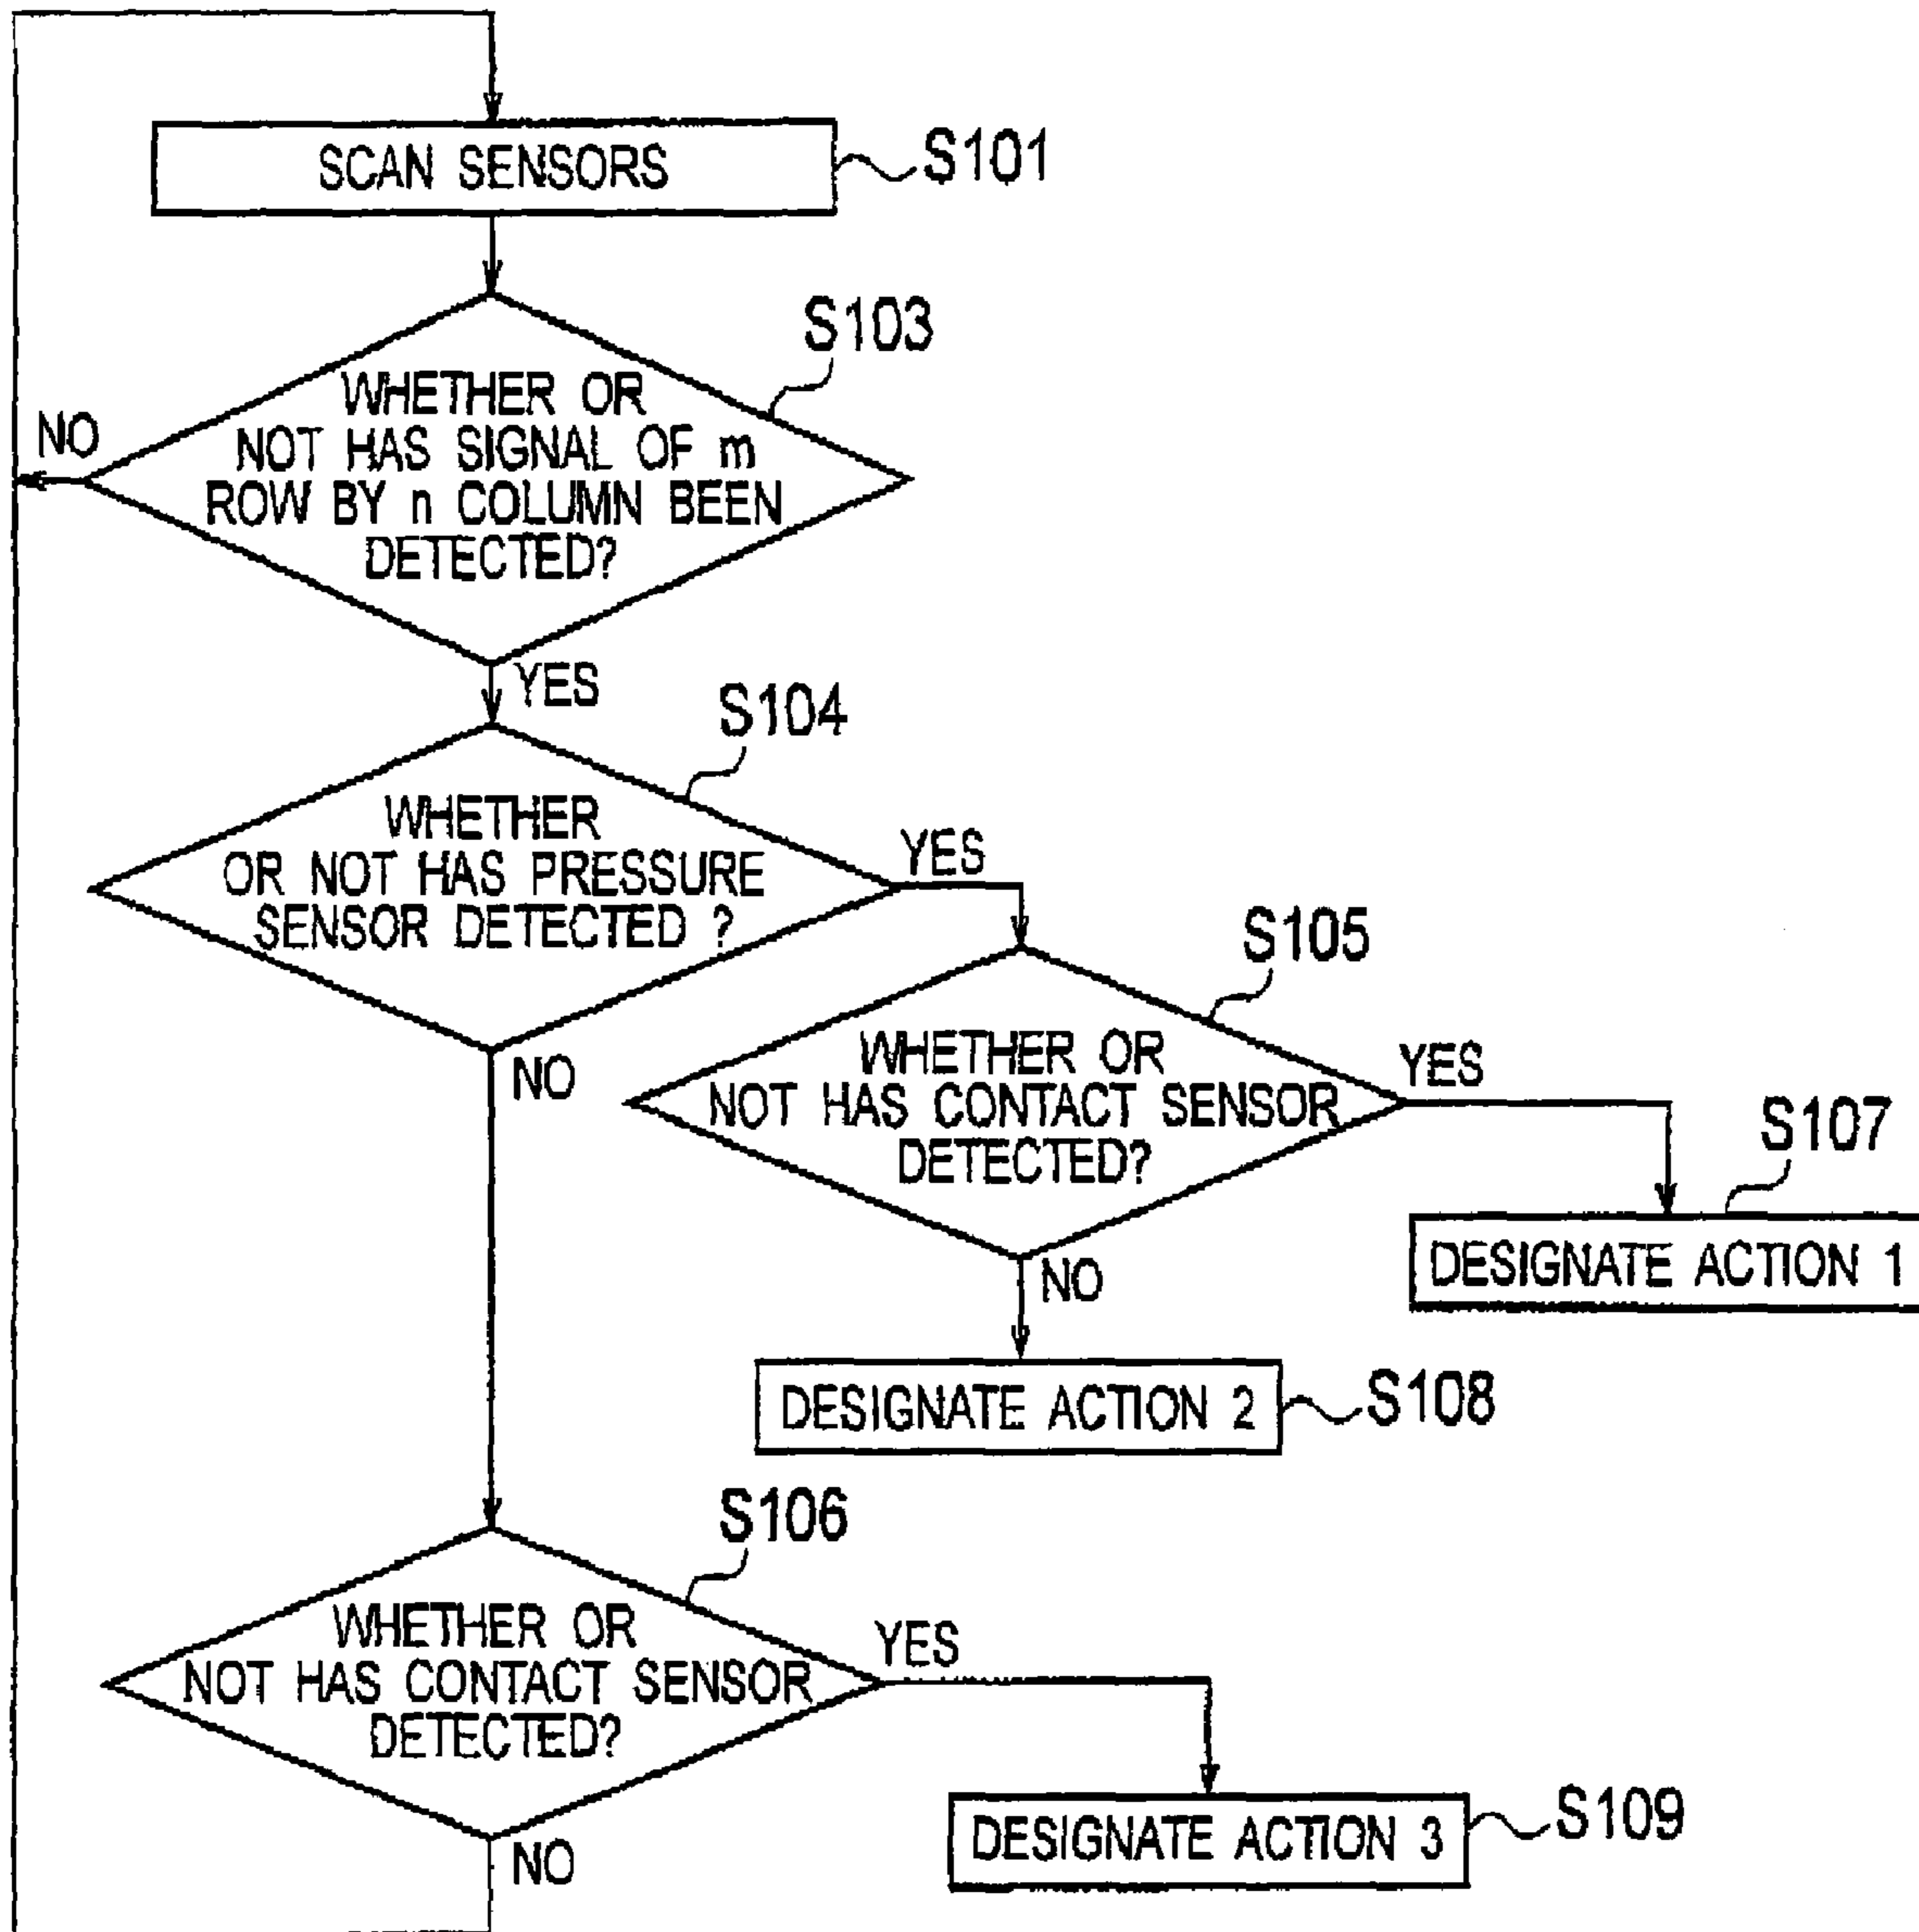 SCAN SENSORS
S101
S103
WHETHER OR
NOT HAS SIGNAL OF m
ROW BY n COLUMN BEEN
DETECTED?
NO
YES
S104
WHETHER
OR NOT HAS PRESSURE
SENSOR DETECTED ?
YES
NO
S105
WHETHER OR
NOT HAS CONTACT SENSOR
DETECTED?
YES
NO
S107
DESIGNATE ACTION 1
DESIGNATE ACTION 2
S108
S106
WHETHER OR
NOT HAS CONTACT SENSOR
DETECTED?
YES
NO
DESIGNATE ACTION 3
S109